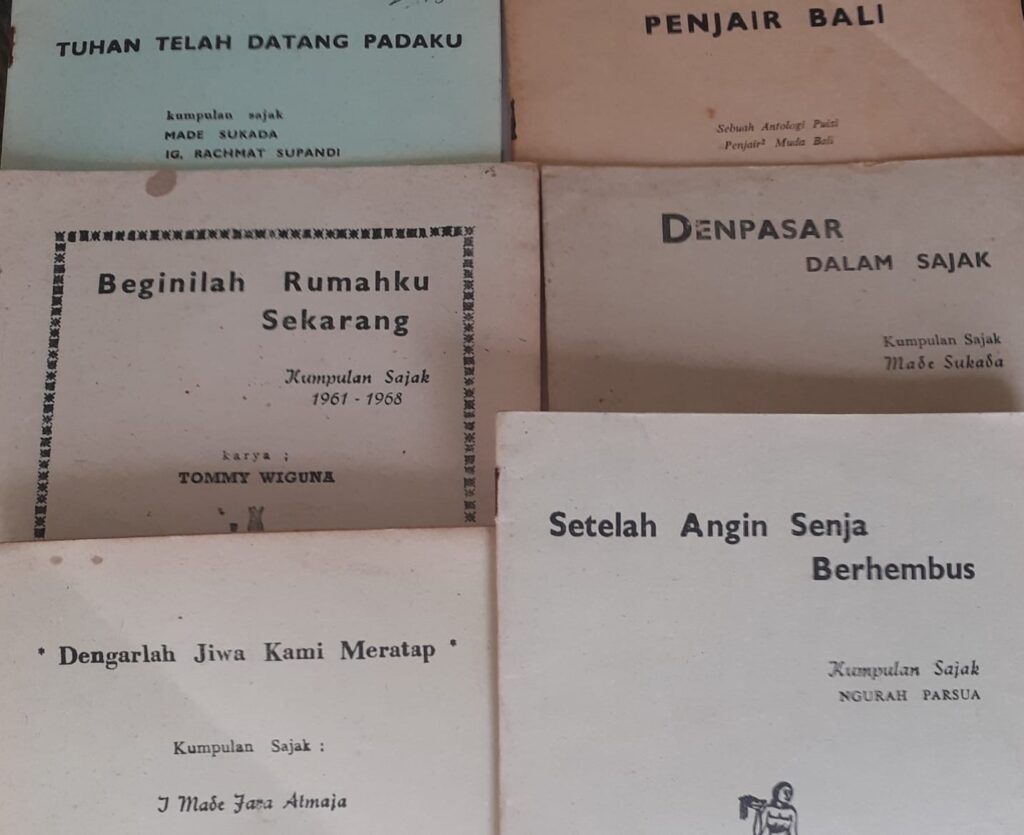 TUHAN TELAH DATANG PADAKU
kumpulan sajak
MADE SUKADA
IG. RACHMAT SUPANDI
PENJAIR BALI
Sebuah Antologi Puisi
Penjair² Muda Bali
Beginilah Rumahku
Sekarang
Kumpulan Sajak
1961 - 1968
karya ;
TOMMY WIGUNA
DENPASAR
DALAM SAJAK
Kumpulan Sajak
Made Sukada
* Dengarlah Jiwa Kami Meratap *
Kumpulan Sajak :
I Made Jara Atmaja
Setelah Angin Senja
Berhembus
Kumpulan Sajak
NGURAH PARSUA